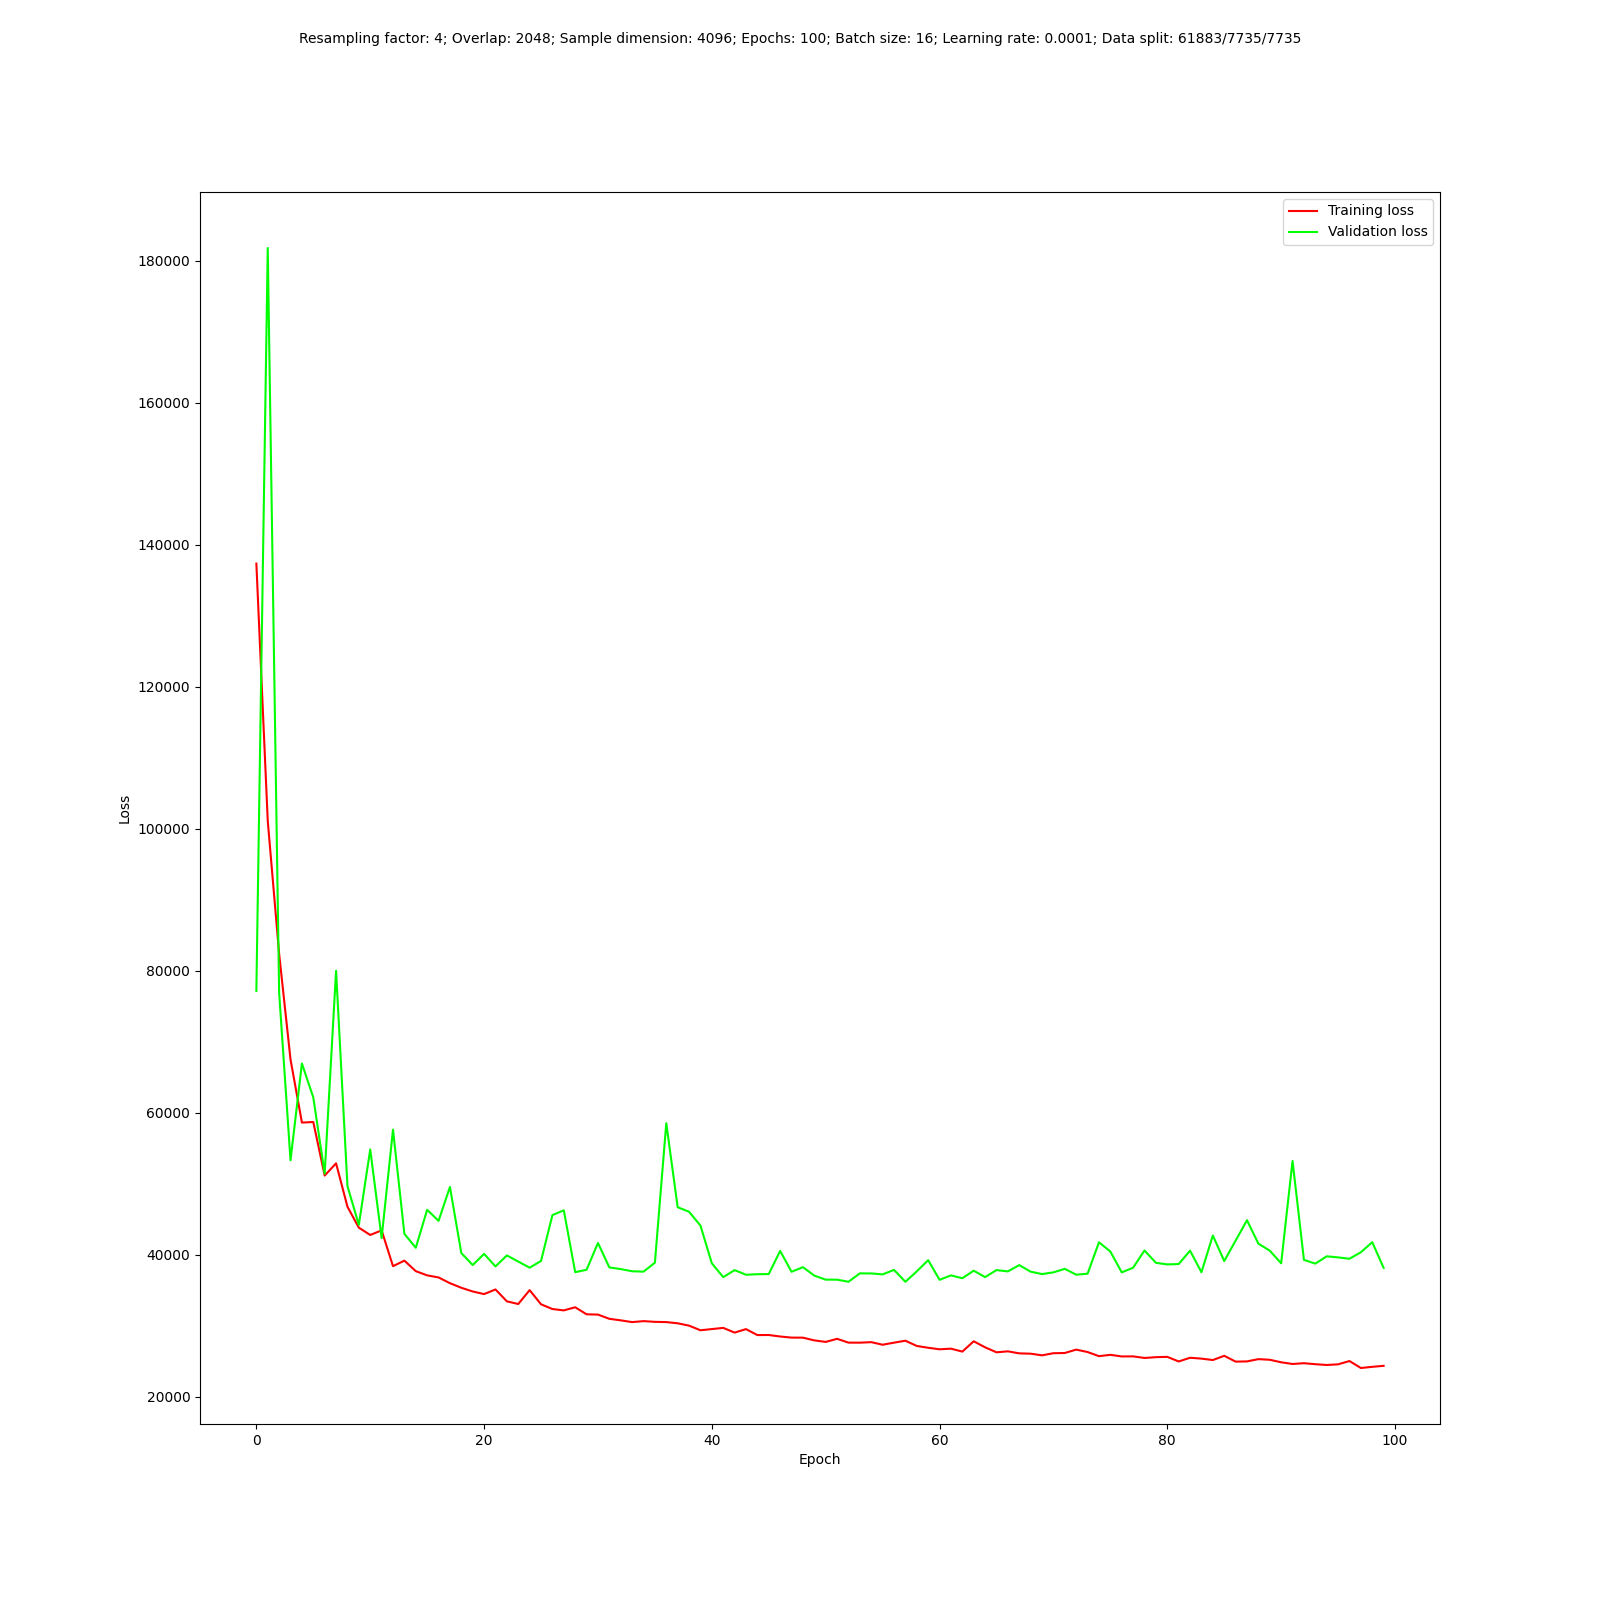 Resampling factor: 4; Overlap: 2048; Sample dimension: 4096; Epochs: 100; Batch size: 16; Learning rate: 0.0001; Data split: 61883/7735/7735
Training loss
Validation loss
180000
160000
140000
120000
100000
80000
60000
40000
20000
Loss
0 20 40 60 80 100
Epoch